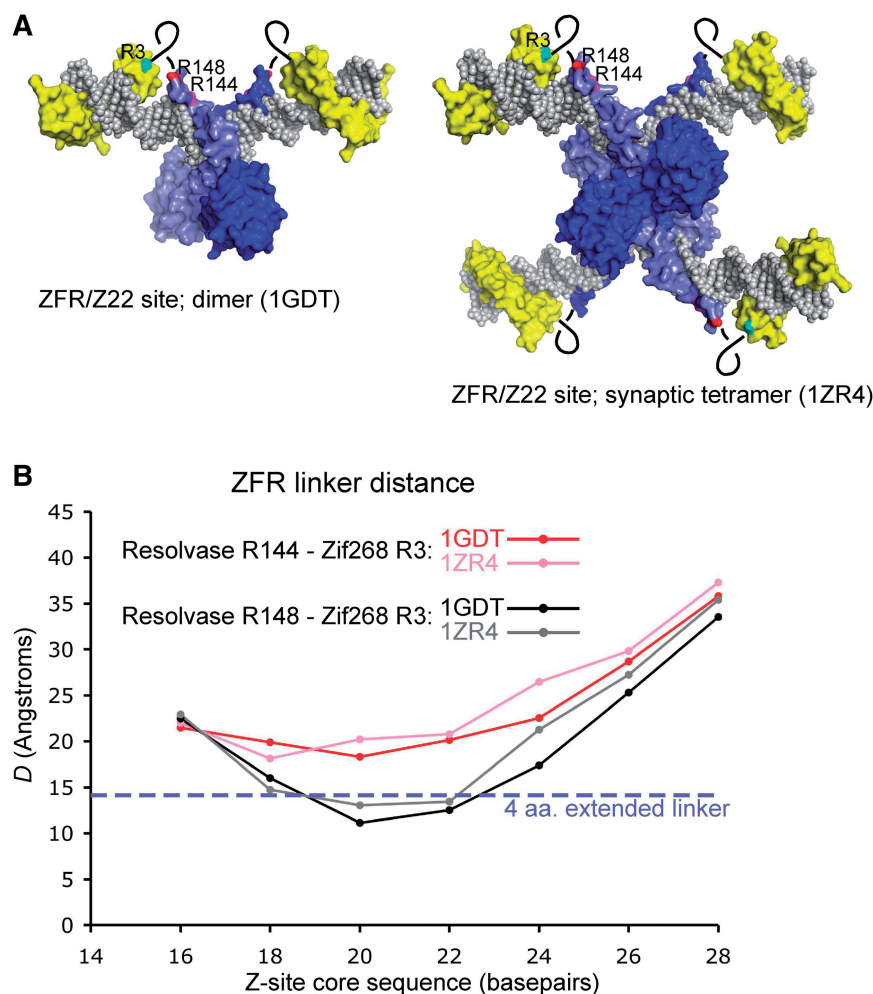 A
R3
R148
R144
ZFR/Z22 site; dimer (1GDT)
R3
R148
R144
ZFR/Z22 site; synaptic tetramer (1ZR4)
B
ZFR linker distance
Resolvase R144 - Zif268 R3: 1GDT
1ZR4
Resolvase R148 - Zif268 R3: 1GDT
1ZR4
4 aa. extended linker
D (Angstroms)
45
40
35
30
25
20
15
10
5
0
14 16 18 20 22 24 26 28
Z-site core sequence (basepairs)